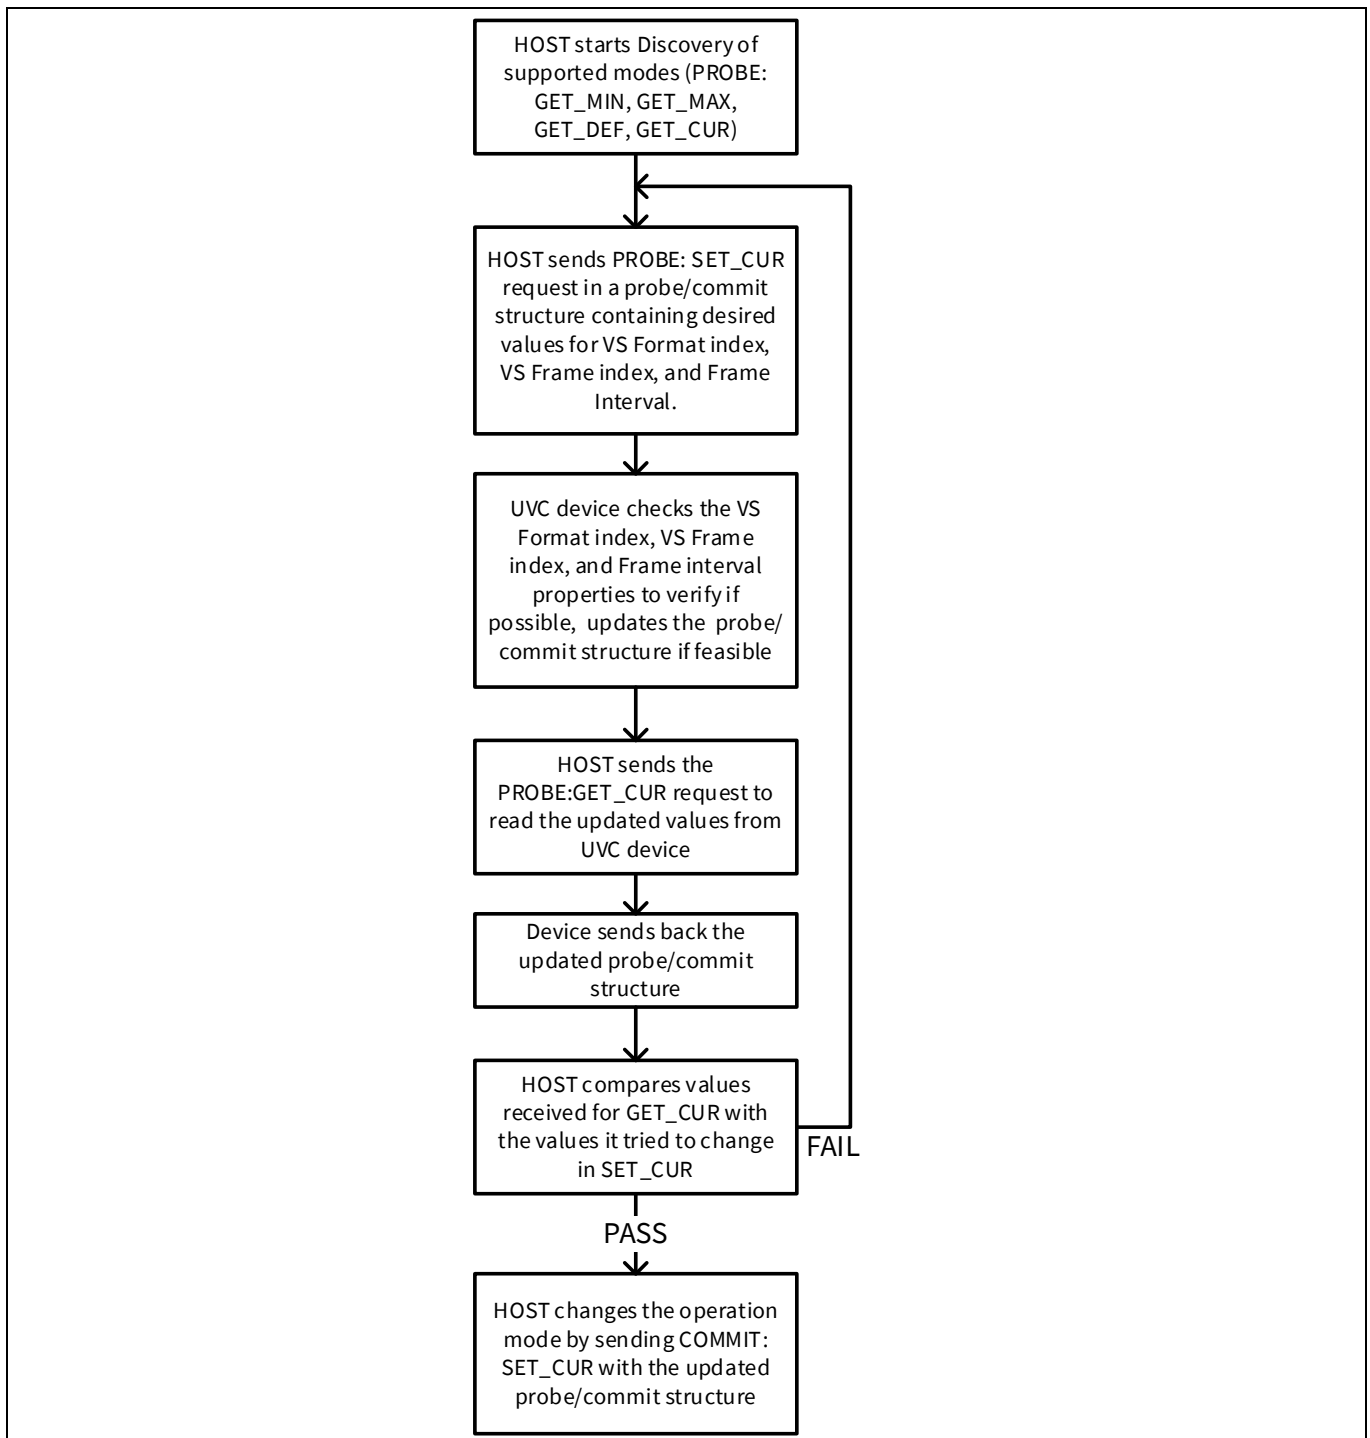 HOST starts Discovery of
supported modes (PROBE:
GET_MIN, GET_MAX,
GET_DEF, GET_CUR)
HOST sends PROBE: SET_CUR
request in a probe/commit
structure containing desired
values for VS Format index,
VS Frame index, and Frame
Interval.
UVC device checks the VS
Format index, VS Frame
index, and Frame interval
properties to verify if
possible, updates the probe/
commit structure if feasible
HOST sends the
PROBE:GET_CUR request to
read the updated values from
UVC device
Device sends back the
updated probe/commit
structure
HOST compares values
received for GET_CUR with
the values it tried to change
in SET_CUR
FAIL
PASS
HOST changes the operation
mode by sending COMMIT:
SET_CUR with the updated
probe/commit structure